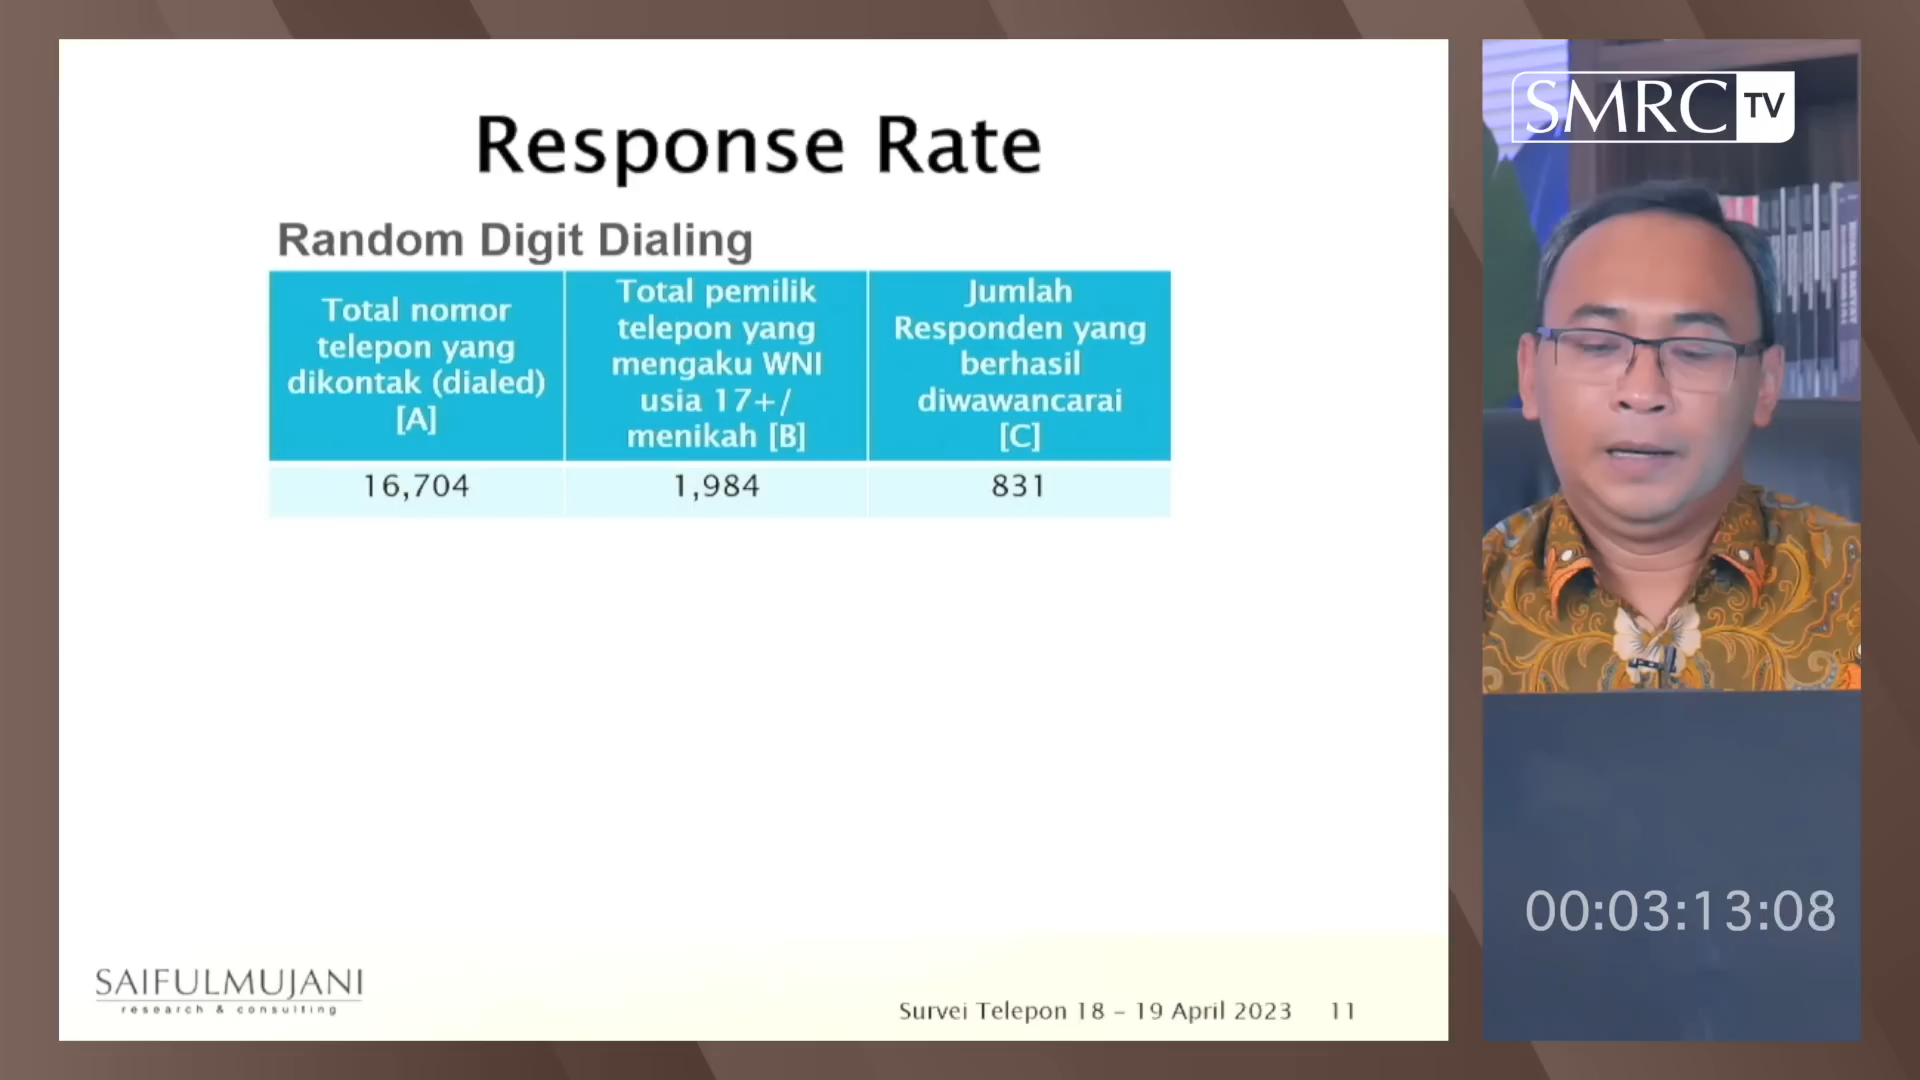 Response Rate
Random Digit Dialing
Total nomor
telepon yang
dikontak (dialed)
[A]
Total pemilik
telepon yang
mengaku WNI
usia 17+/
menikah [B]
Jumlah
Responden yang
berhasil
diwawancarai
[C]
16,704
1,984
831
SAIFULMUJANI
research & consulting
Survei Telepon 18 – 19 April 2023 11
SMRC TV
00:03:13:08